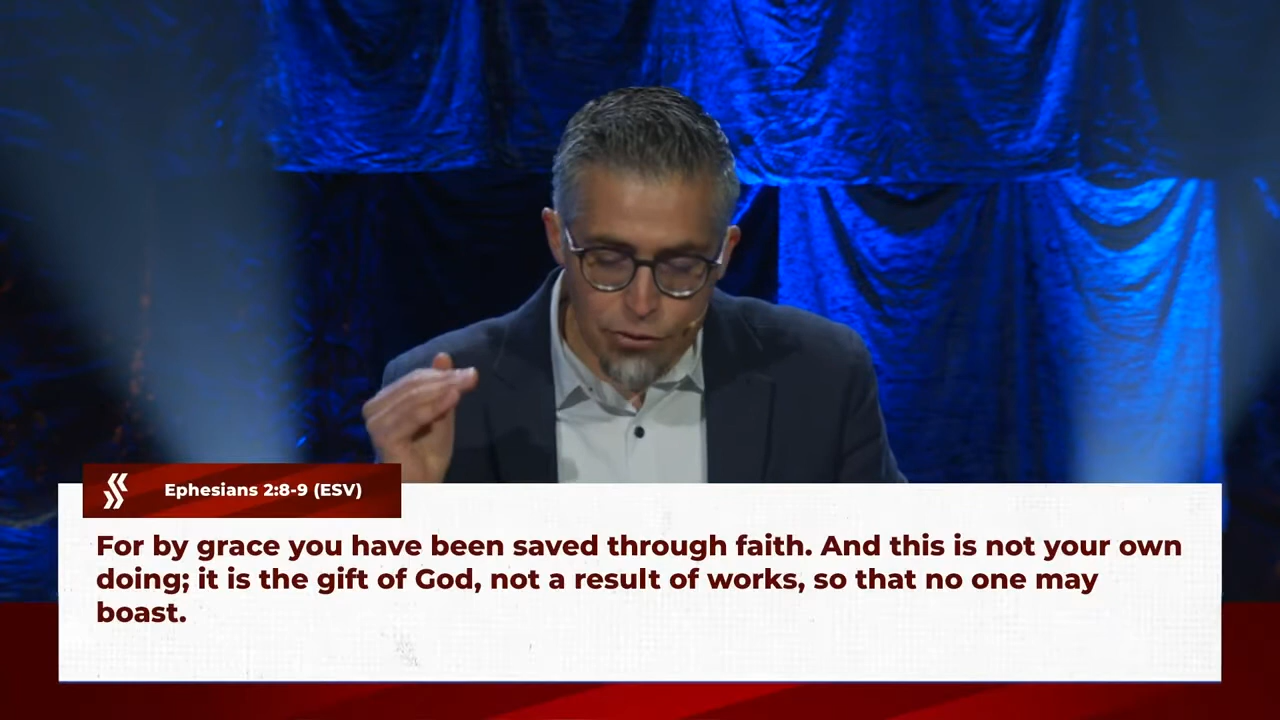 Ephesians 2:8-9 (ESV)
For by grace you have been saved through faith. And this is not your own
doing; it is the gift of God, not a result of works, so that no one may
boast.